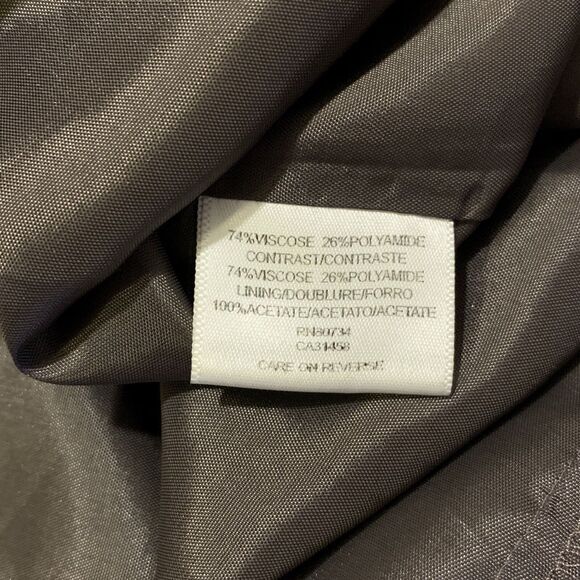 74%VISCOSE 26%POLYAMIDE
CONTRAST/CONTRASTE
74%VISCOSE 26%POLYAMIDE
LINING/DOUBLURE/FORRO
100%ACETATE/ACETATO/ACETATE
RN80734
CA31458
CARE ON REVERSE